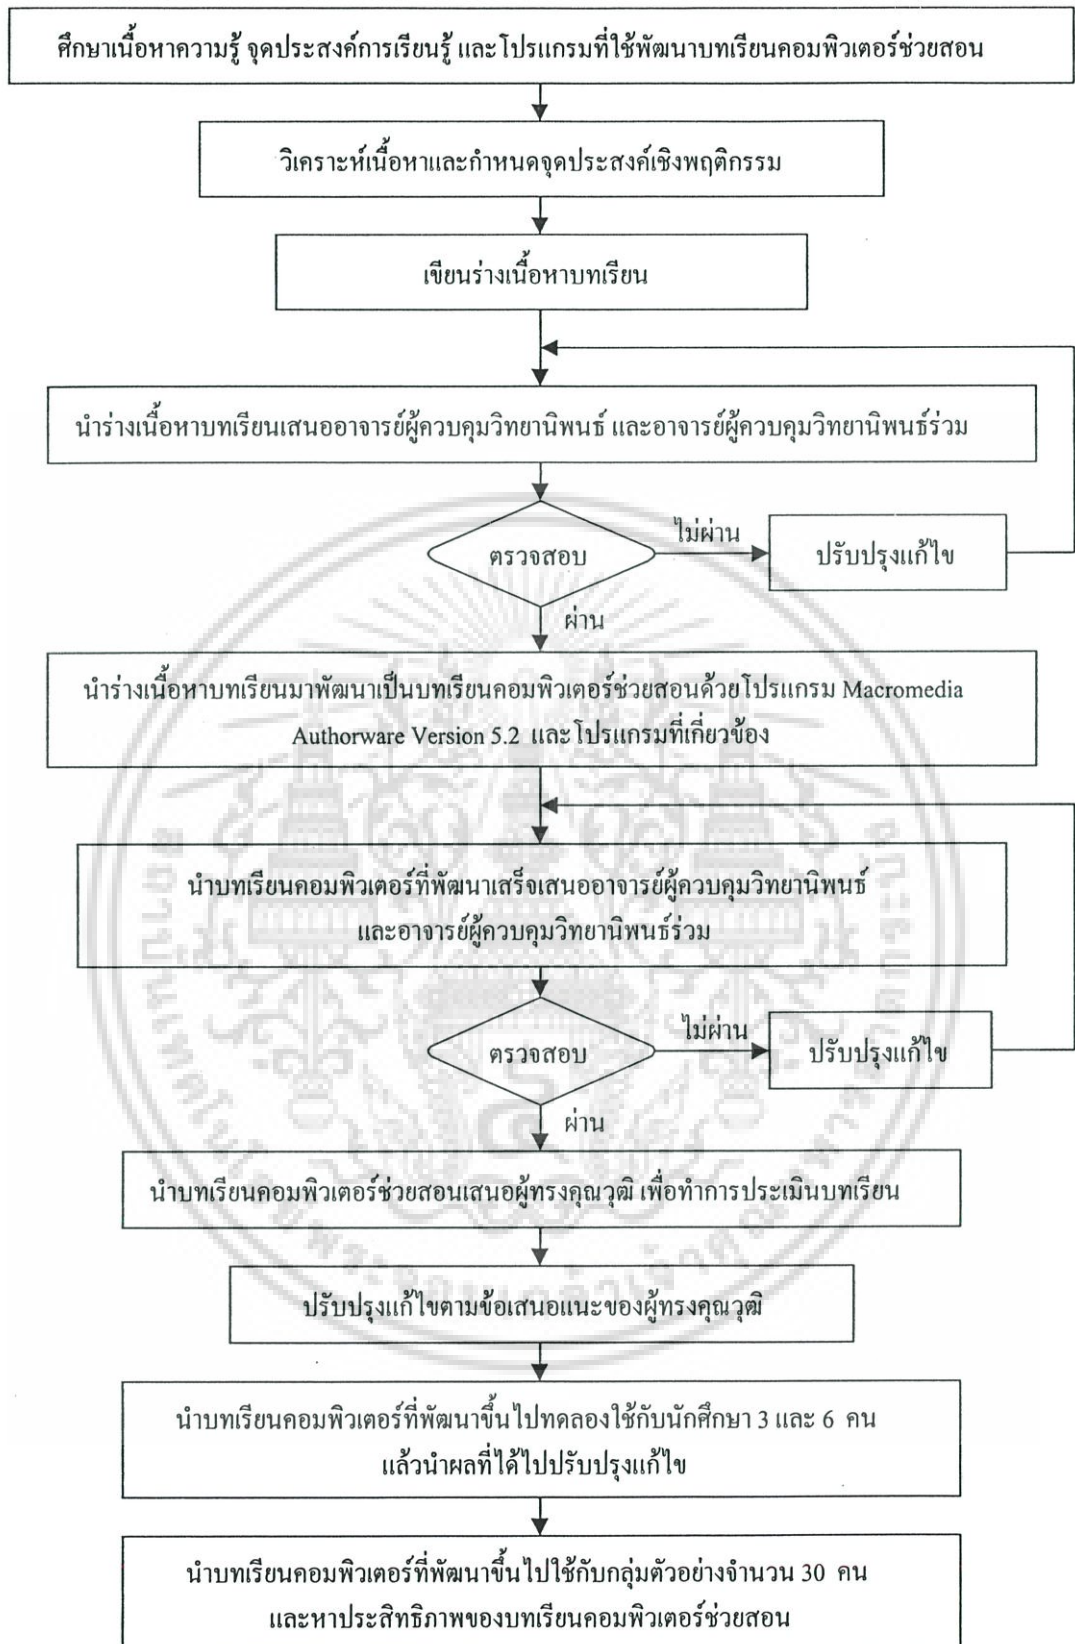 ศึกษาเนื้อหาความรู้ จุดประสงค์การเรียนรู้ และโปรแกรมที่ใช้พัฒนาบทเรียนคอมพิวเตอร์ช่วยสอน
วิเคราะห์เนื้อหาและกำหนดจุดประสงค์เชิงพฤติกรรม
เขียนร่างเนื้อหาบทเรียน
นำร่างเนื้อหาบทเรียนเสนออาจารย์ผู้ควบคุมวิทยานิพนธ์ และอาจารย์ผู้ควบคุมวิทยานิพนธ์ร่วม
ตรวจสอบ
ไม่ผ่าน
ปรับปรุงแก้ไข
ผ่าน
นำร่างเนื้อหาบทเรียนมาพัฒนาเป็นบทเรียนคอมพิวเตอร์ช่วยสอนด้วยโปรแกรม Macromedia
Authorware Version 5.2 และโปรแกรมที่เกี่ยวข้อง
นำบทเรียนคอมพิวเตอร์ที่พัฒนาเสร็จเสนออาจารย์ผู้ควบคุมวิทยานิพนธ์
และอาจารย์ผู้ควบคุมวิทยานิพนธ์ร่วม
ตรวจสอบ
ไม่ผ่าน
ปรับปรุงแก้ไข
ผ่าน
นำบทเรียนคอมพิวเตอร์ช่วยสอนเสนอผู้ทรงคุณวุฒิ เพื่อทำการประเมินบทเรียน
ปรับปรุงแก้ไขตามข้อเสนอแนะของผู้ทรงคุณวุฒิ
นำบทเรียนคอมพิวเตอร์ที่พัฒนาขึ้นไปทดลองใช้กับนักศึกษา 3 และ 6 คน
แล้วนำผลที่ได้ไปปรับปรุงแก้ไข
นำบทเรียนคอมพิวเตอร์ที่พัฒนาขึ้นไปใช้กับกลุ่มตัวอย่างจำนวน 30 คน
และหาประสิทธิภาพของบทเรียนคอมพิวเตอร์ช่วยสอน